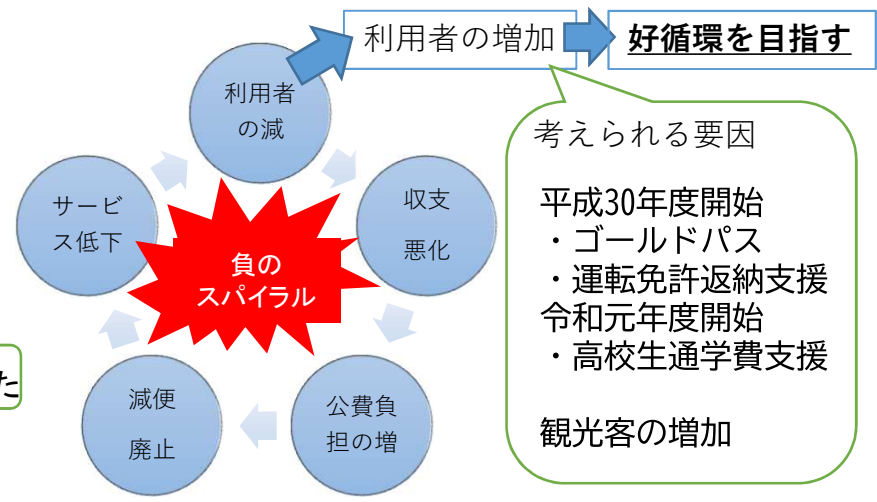 利用者の増加
好循環を目指す
利用者
の減
収支
悪化
公費負
担の増
減便
廃止
サービ
ス低下
負の
スパイラル
考えられる要因
平成30年度開始
・ゴールドパス
・運転免許返納支援
令和元年度開始
・高校生通学費支援
観光客の増加
た